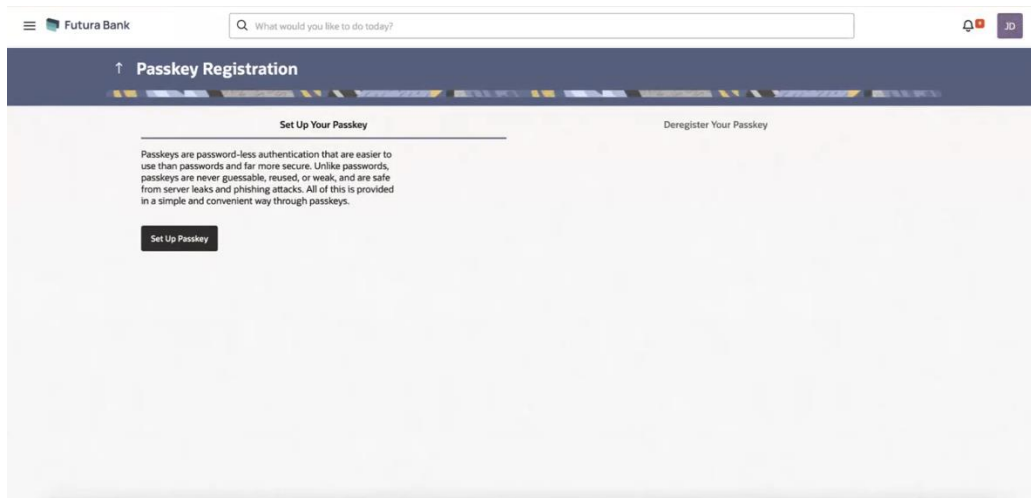 Futura Bank
What would you like to do today?
JD
↑ Passkey Registration
Set Up Your Passkey
Deregister Your Passkey
Passkeys are password-less authentication that are easier to
use than passwords and far more secure. Unlike passwords,
passkeys are never guessable, reused, or weak, and are safe
from server leaks and phishing attacks. All of this is provided
in a simple and convenient way through passkeys.
Set Up Passkey